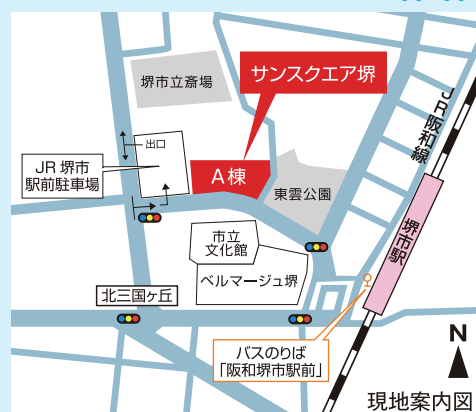 サンスクエア堺
堺市立斎場
JR阪和線
出口
JR堺市
駅前駐車場
A棟
東雲公園
堺市駅
市立
文化館
ベルマージュ堺
北三国ヶ丘
バスのりば
「阪和堺市駅前」
N
現地案内図